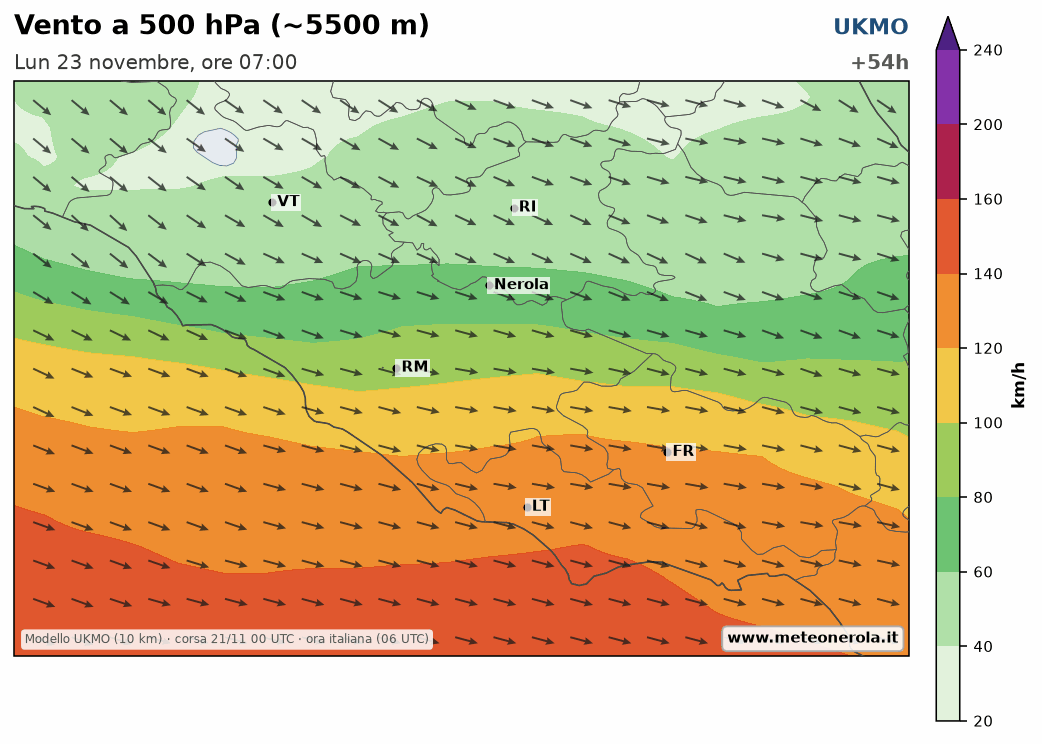 Vento a 500 hPa (~5500 m)
UKMO
Lun 23 novembre, ore 07:00
+54h
VT
RI
Nerola
RM
FR
LT
Modello UKMO (10 km) · corsa 21/11 00 UTC · ora italiana (06 UTC)
www.meteonerola.it
240
200
160
140
120
100
80
60
40
20
km/h